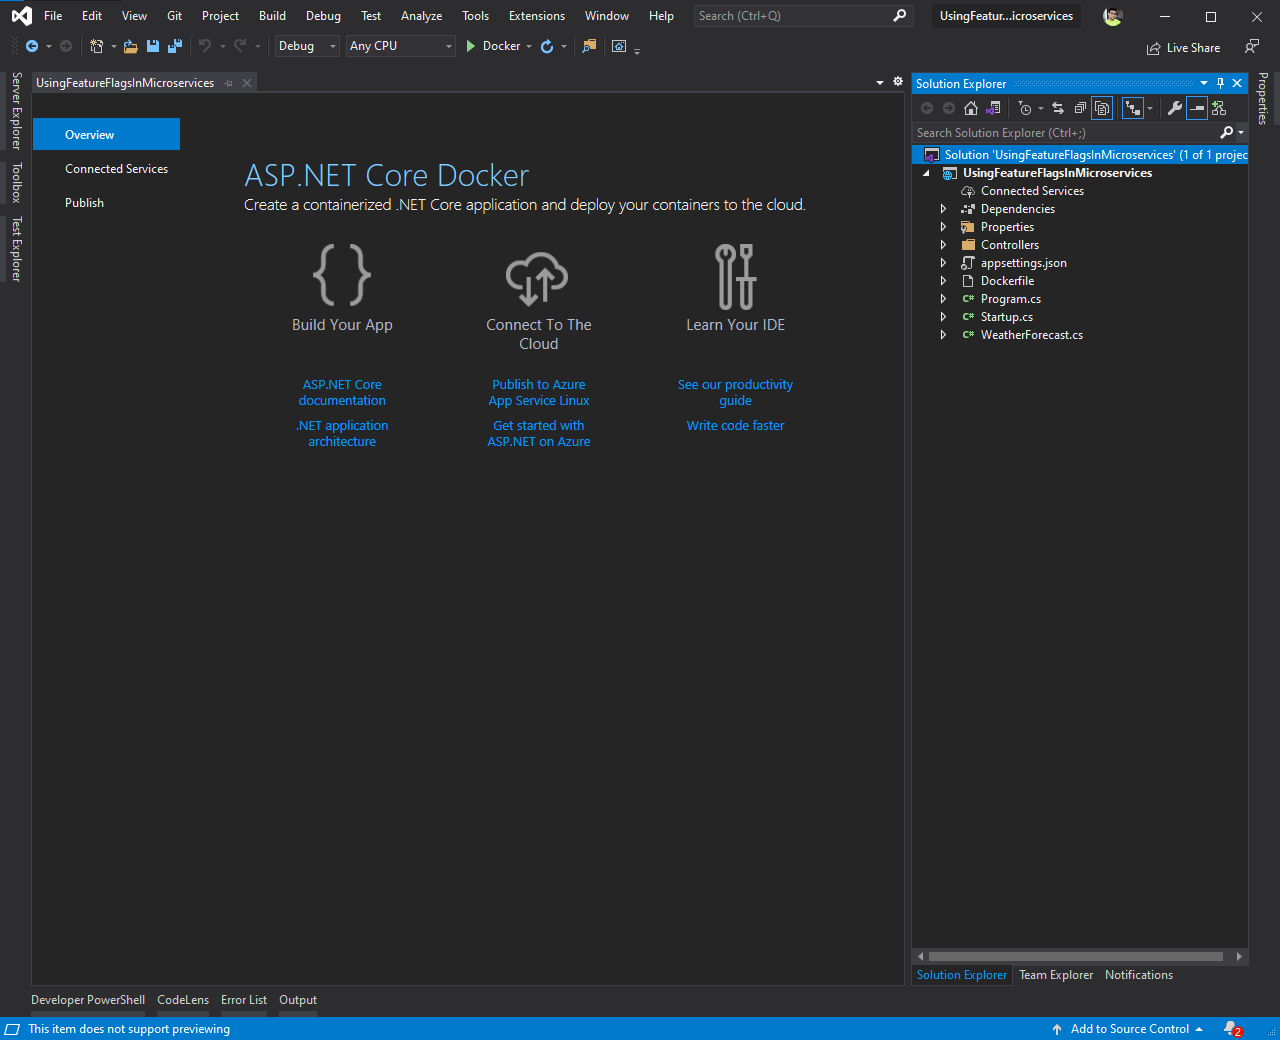 File Edit View Git Project Build Debug Test Analyze Tools Extensions Window Help Search (Ctrl+Q) UsingFeatur...icroservices
Debug Any CPU Docker Live Share
Server Explorer
Toolbox
Test Explorer
UsingFeatureFlagsInMicroservices
Overview
Connected Services
Publish
ASP.NET Core Docker
Create a containerized .NET Core application and deploy your containers to the cloud.
Build Your App
ASP.NET Core
documentation
.NET application
architecture
Connect To The
Cloud
Publish to Azure
App Service Linux
Get started with
ASP.NET on Azure
Learn Your IDE
See our productivity
guide
Write code faster
Solution Explorer
Search Solution Explorer (Ctrl+;)
Solution 'UsingFeatureFlagsInMicroservices' (1 of 1 projec
UsingFeatureFlagsInMicroservices
Connected Services
Dependencies
Properties
Controllers
appsettings.json
Dockerfile
C# Program.cs
C# Startup.cs
C# WeatherForecast.cs
Solution Explorer Team Explorer Notifications
Properties
Developer PowerShell CodeLens Error List Output
This item does not support previewing Add to Source Control 2